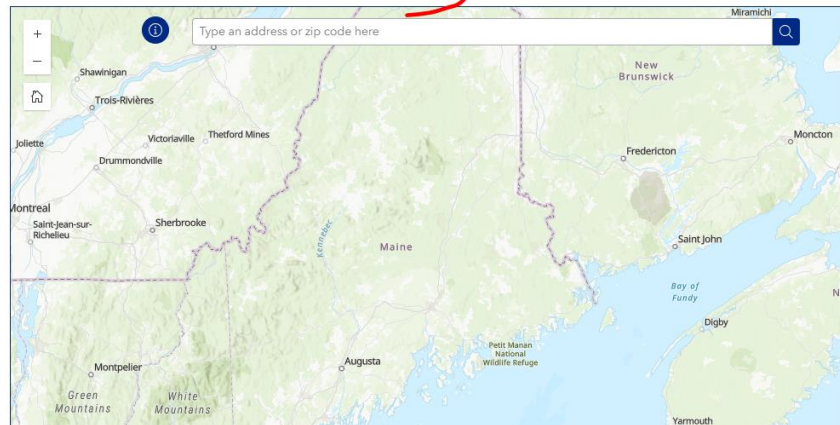 Miramichi
Type an address or zip code here
New
Brunswick
Shawinigan
Trois-Rivières
Joliette
Victoriaville
Thetford Mines
Drummondville
Fredericton
Moncton
Montreal
Saint-Jean-sur-
Richelieu
Sherbrooke
Kennebec
Maine
Saint John
Bay of
Fundy
N
Digby
Petit Manan
National
Wildlife Refuge
Montpelier
Augusta
Green
Mountains
White
Mountains
Yarmouth